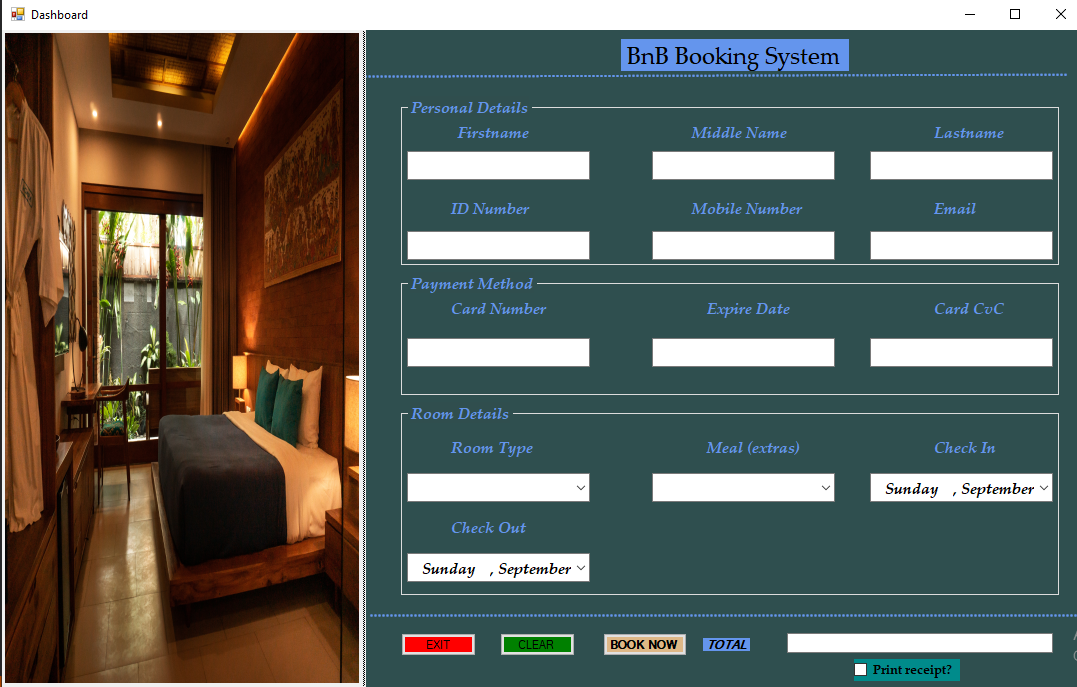 Dashboard
BnB Booking System
Personal Details
Firstname Middle Name Lastname
ID Number Mobile Number Email
Payment Method
Card Number Expire Date Card CvC
Room Details
Room Type Meal (extras) Check In
Sunday , September
Check Out
Sunday , September
EXIT CLEAR BOOK NOW TOTAL
Print receipt?